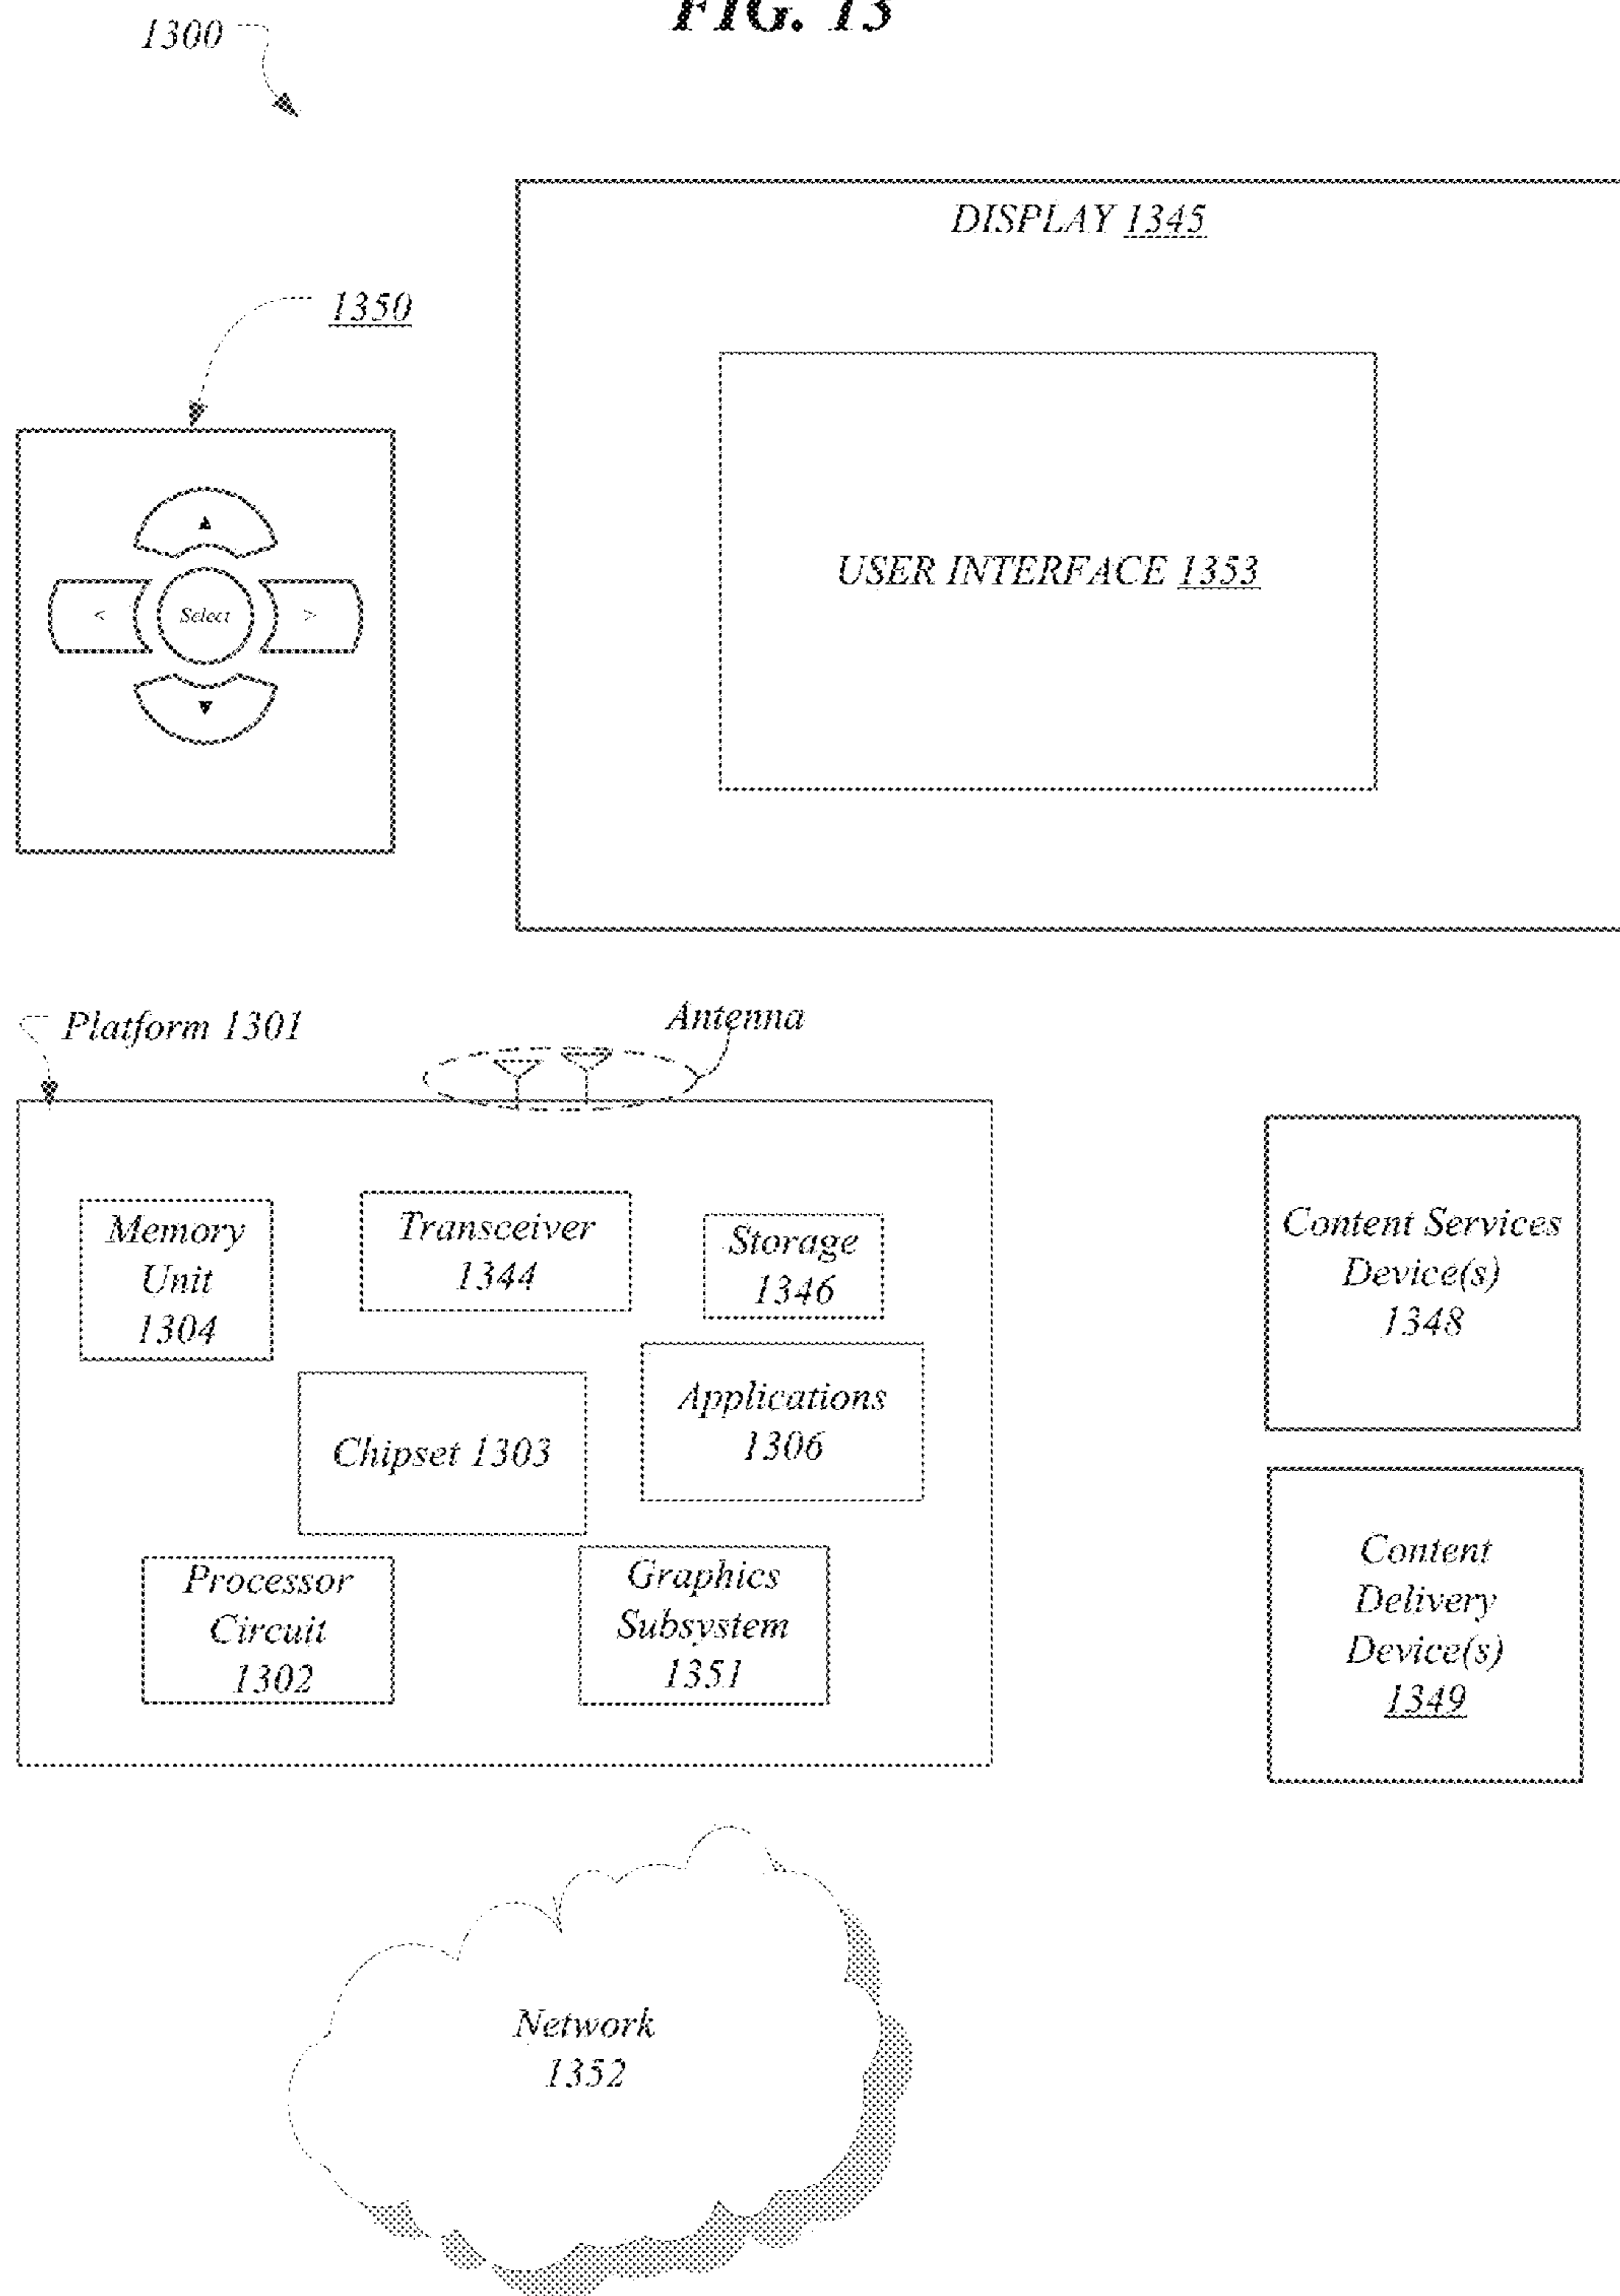 FIG. 13
1300
DISPLAY 1345
1350
USER INTERFACE 1353
<
Select
>
Platform 1301
Antenna
Memory
Unit
1304
Transceiver
1344
Storage
1346
Chipset 1303
Applications
1306
Processor
Circuit
1302
Graphics
Subsystem
1351
Content Services
Device(s)
1348
Content
Delivery
Device(s)
1349
Network
1352